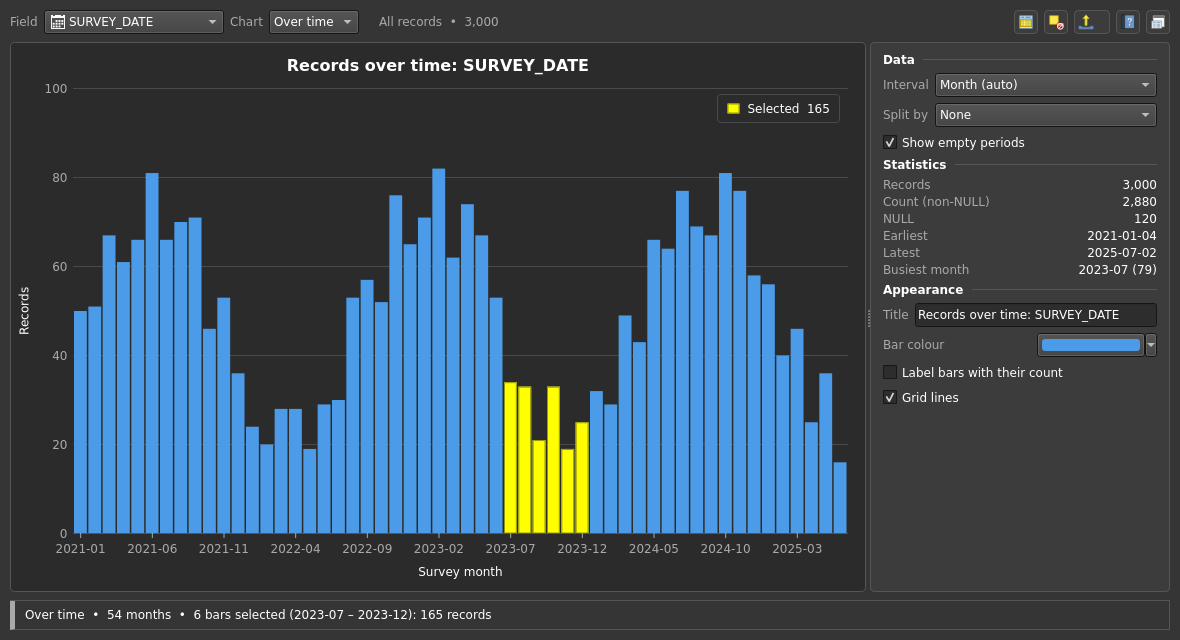 Field SURVEY_DATE Chart Over time All records • 3,000
Records over time: SURVEY_DATE
Selected 165
100
80
60
40
20
0
Records
2021-01 2021-06 2021-11 2022-04 2022-09 2023-02 2023-07 2023-12 2024-05 2024-10 2025-03
Survey month
Data
Interval Month (auto)
Split by None
Show empty periods
Statistics
Records 3,000
Count (non-NULL) 2,880
NULL 120
Earliest 2021-01-04
Latest 2025-07-02
Busiest month 2023-07 (79)
Appearance
Title Records over time: SURVEY_DATE
Bar colour
Label bars with their count
Grid lines
Over time • 54 months • 6 bars selected (2023-07 – 2023-12): 165 records